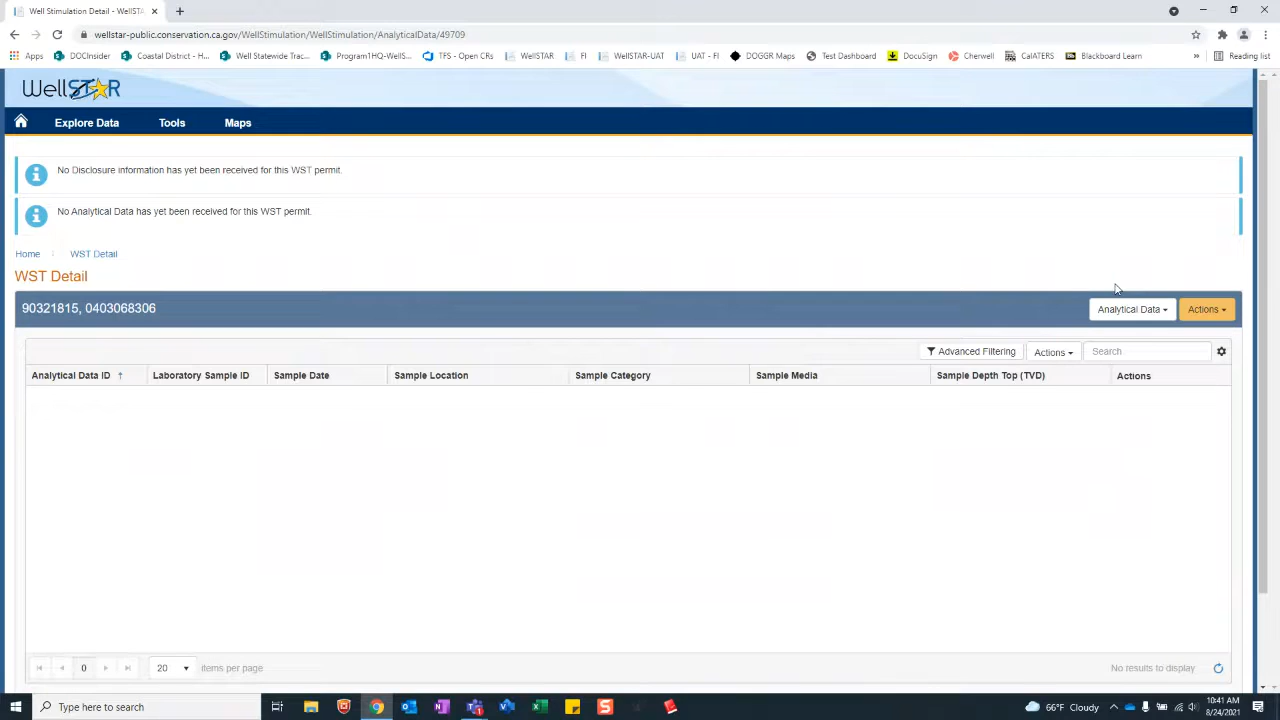 Well Stimulation Detail - WellSTA
wellstar-public.conservation.ca.gov/WellStimulation/WellStimulation/AnalyticalData/49709
Apps DOCInsider Coastal District - H... Well Statewide Trac... Program1HQ-WellS... TFS - Open CRs WellSTAR FI WellSTAR-UAT UAT - FI DOGGR Maps Test Dashboard DocuSign Cherwell CalATERS Blackboard Learn » Reading list
WellSTAR
Explore Data Tools Maps
No Disclosure information has yet been received for this WST permit.
No Analytical Data has yet been received for this WST permit.
Home WST Detail
WST Detail
90321815, 0403068306 Analytical Data Actions
Advanced Filtering Actions Search
Analytical Data ID ↑ Laboratory Sample ID Sample Date Sample Location Sample Category Sample Media Sample Depth Top (TVD) Actions
0 20 items per page No results to display
Type here to search 66°F Cloudy 10:41 AM
8/24/2021